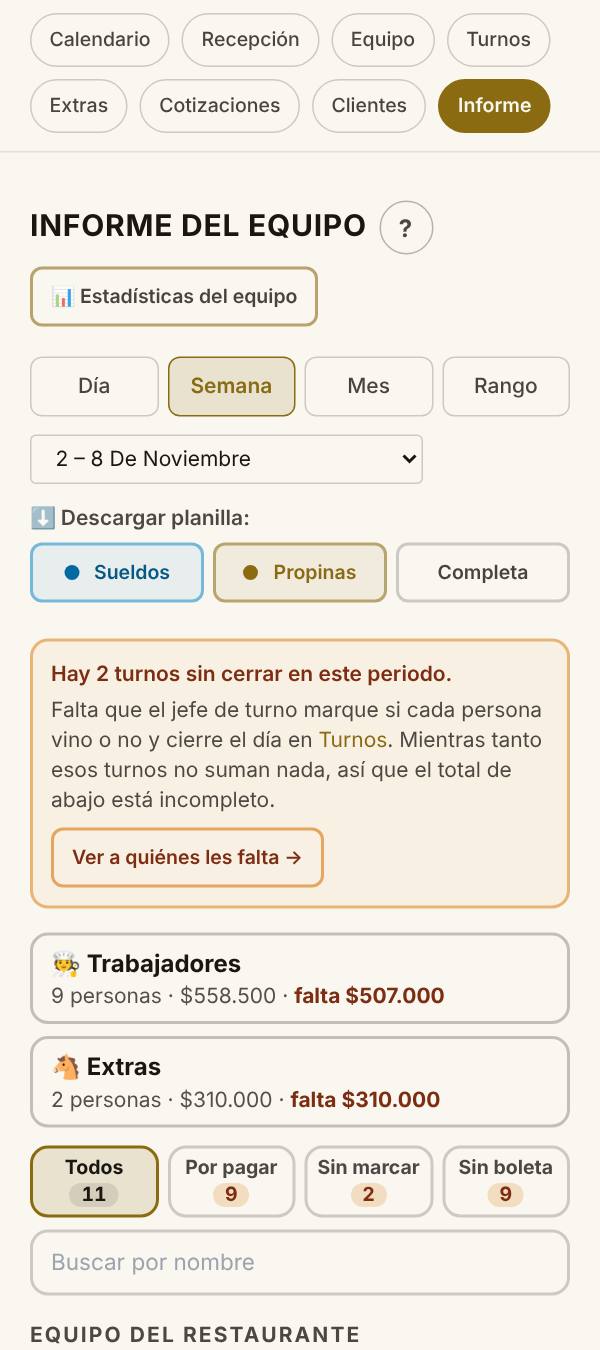 Calendario Recepción Equipo Turnos
Extras Cotizaciones Clientes Informe
INFORME DEL EQUIPO ?
Estadísticas del equipo
Día Semana Mes Rango
2 – 8 De Noviembre
Descargar planilla:
Sueldos Propinas Completa
Hay 2 turnos sin cerrar en este periodo.
Falta que el jefe de turno marque si cada persona
vino o no y cierre el día en Turnos. Mientras tanto
esos turnos no suman nada, así que el total de
abajo está incompleto.
Ver a quiénes les falta →
Trabajadores
9 personas · $558.500 · falta $507.000
Extras
2 personas · $310.000 · falta $310.000
Todos Por pagar Sin marcar Sin boleta
11 9 2 9
Buscar por nombre
EQUIPO DEL RESTAURANTE